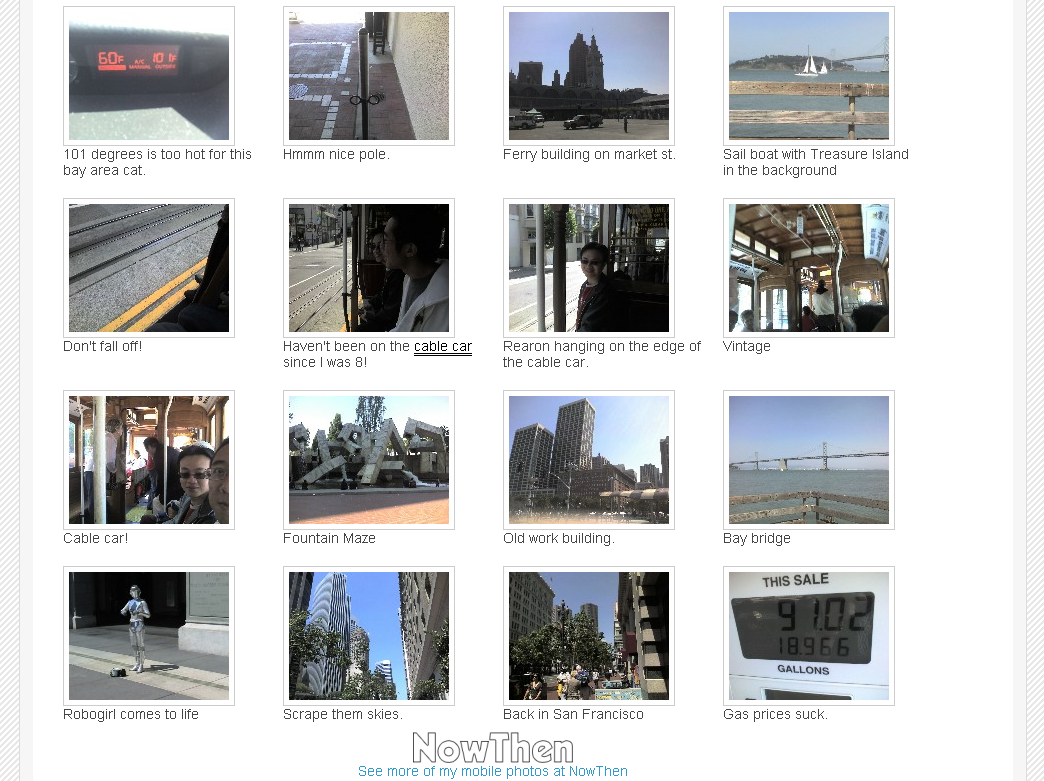 60F A/C 101F
MANUAL OUTSIDE
101 degrees is too hot for this
bay area cat.
Hmmm nice pole.
Ferry building on market st.
Sail boat with Treasure Island
in the background
Don't fall off!
Haven't been on the cable car
since I was 8!
Rearon hanging on the edge of
the cable car.
Vintage
Cable car!
Fountain Maze
Old work building.
Bay bridge
THIS SALE
91.02
18.966
GALLONS
Robogirl comes to life
Scrape them skies.
Back in San Francisco
Gas prices suck.
NowThen
See more of my mobile photos at NowThen